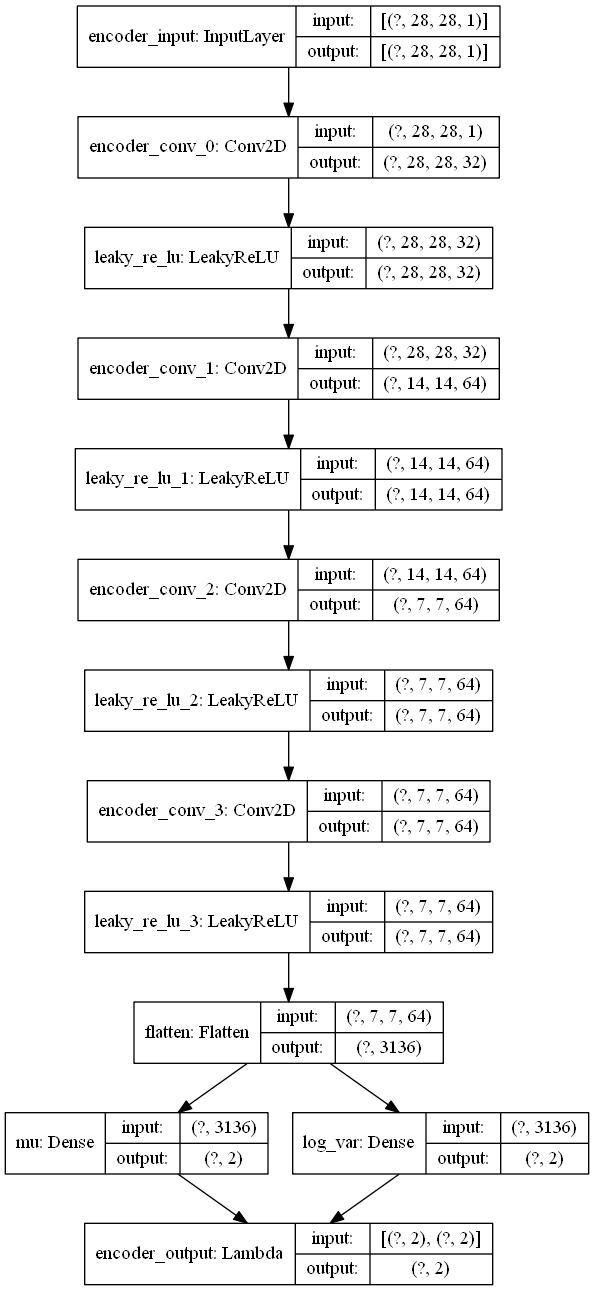 encoder_input: InputLayer
input: [(?, 28, 28, 1)]
output: [(?, 28, 28, 1)]
encoder_conv_0: Conv2D
input: (?, 28, 28, 1)
output: (?, 28, 28, 32)
leaky_re_lu: LeakyReLU
input: (?, 28, 28, 32)
output: (?, 28, 28, 32)
encoder_conv_1: Conv2D
input: (?, 28, 28, 32)
output: (?, 14, 14, 64)
leaky_re_lu_1: LeakyReLU
input: (?, 14, 14, 64)
output: (?, 14, 14, 64)
encoder_conv_2: Conv2D
input: (?, 14, 14, 64)
output: (?, 7, 7, 64)
leaky_re_lu_2: LeakyReLU
input: (?, 7, 7, 64)
output: (?, 7, 7, 64)
encoder_conv_3: Conv2D
input: (?, 7, 7, 64)
output: (?, 7, 7, 64)
leaky_re_lu_3: LeakyReLU
input: (?, 7, 7, 64)
output: (?, 7, 7, 64)
flatten: Flatten
input: (?, 7, 7, 64)
output: (?, 3136)
mu: Dense
input: (?, 3136)
output: (?, 2)
log_var: Dense
input: (?, 3136)
output: (?, 2)
encoder_output: Lambda
input: [(?, 2), (?, 2)]
output: (?, 2)